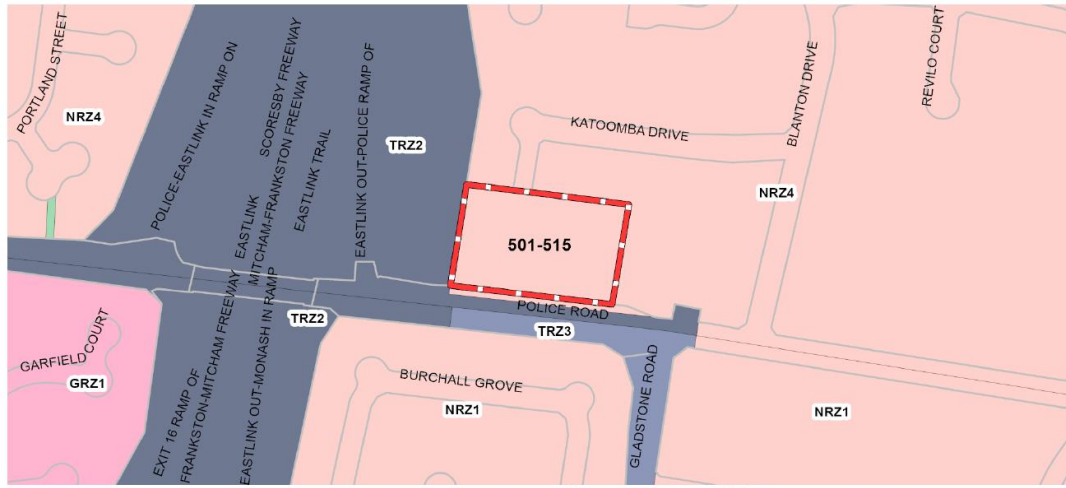 PORTLAND STREET
NRZ4
POLICE-EASTLINK IN RAMP ON
EASTLINK
SCORESBY FREEWAY
MITCHAM-FRANKSTON FREEWAY
EASTLINK TRAIL
EASTLINK OUT-POLICE RAMP OF
TRZ2
KATOOMBA DRIVE
BLANTON DRIVE
REVILO COURT
NRZ4
501-515
POLICE ROAD
TRZ2
TRZ3
GARFIELD COURT
GRZ1
EXIT 16 RAMP OF
FRANKSTON-MITCHAM FREEWAY
EASTLINK OUT-MONASH IN RAMP
BURCHALL GROVE
NRZ1
GLADSTONE ROAD
NRZ1